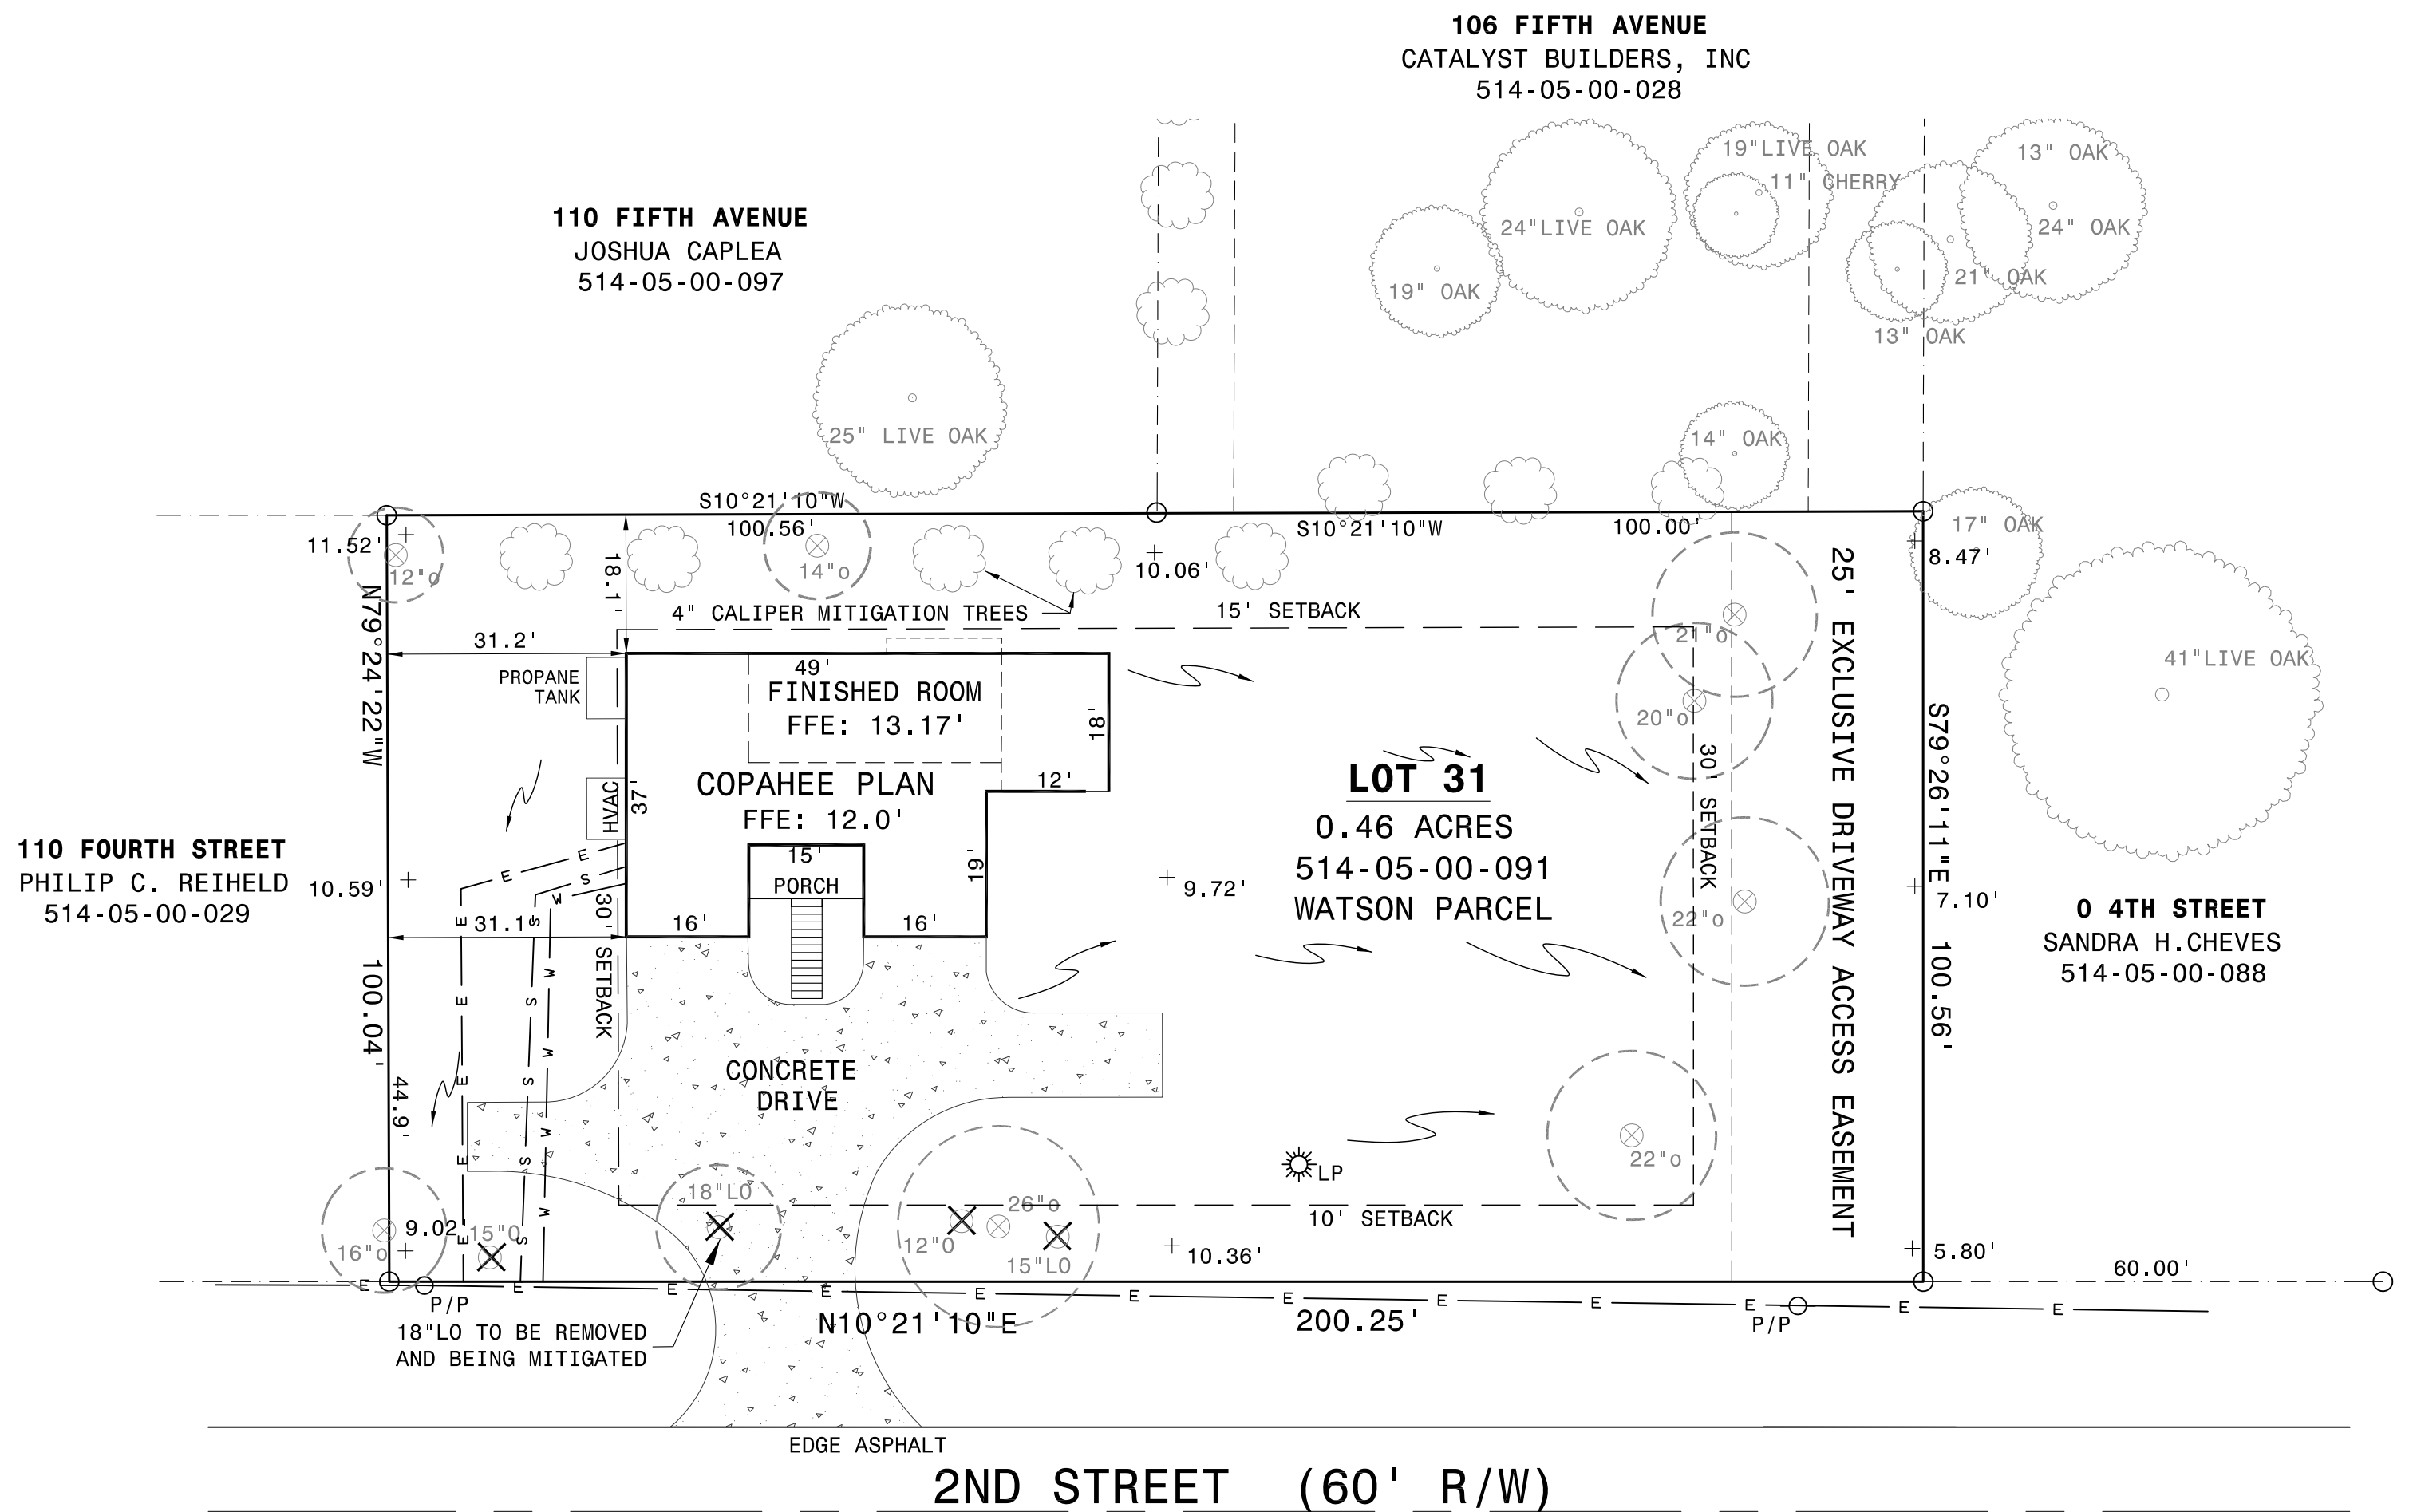 106 FIFTH AVENUE
CATALYST BUILDERS, INC
514-05-00-028
19"LIVE OAK
13" OAK
11" CHERRY
110 FIFTH AVENUE
JOSHUA CAPLEA
514-05-00-097
24"LIVE OAK
24" OAK
19" OAK
21" OAK
13" OAK
25" LIVE OAK
14" OAK
S10°21'10"W
100.56'
S10°21'10"W
100.00'
17" OAK
11.52'
12"o
14"o
10.06'
8.47'
18.1'
4" CALIPER MITIGATION TREES
15' SETBACK
N79°24'22"W
100.04'
31.2'
21"o
41"LIVE OAK
PROPANE
TANK
49'
FINISHED ROOM
FFE: 13.17'
18'
20"o
30' SETBACK
25' EXCLUSIVE DRIVEWAY ACCESS EASEMENT
S79°26'11"E
100.56'
COPAHEE PLAN
FFE: 12.0'
12'
HVAC
37'
LOT 31
0.46 ACRES
514-05-00-091
WATSON PARCEL
110 FOURTH STREET
PHILIP C. REIHELD
514-05-00-029
10.59'
E
E
S
W
15'
PORCH
19'
9.72'
22"o
7.10'
0 4TH STREET
SANDRA H.CHEVES
514-05-00-088
31.1'
16'
16'
30' SETBACK
E
S
W
E
S
W
E
S
W
E
S
W
E
S
W
CONCRETE
DRIVE
44.9'
22"o
LP
18"LO
26"o
10' SETBACK
16"o
9.02'
15"O
12"O
15"LO
10.36'
5.80'
60.00'
E
E
E
E
E
E
E
E
E
E
E
E
P/P
P/P
N10°21'10"E
200.25'
18"LO TO BE REMOVED
AND BEING MITIGATED
EDGE ASPHALT
2ND STREET (60' R/W)